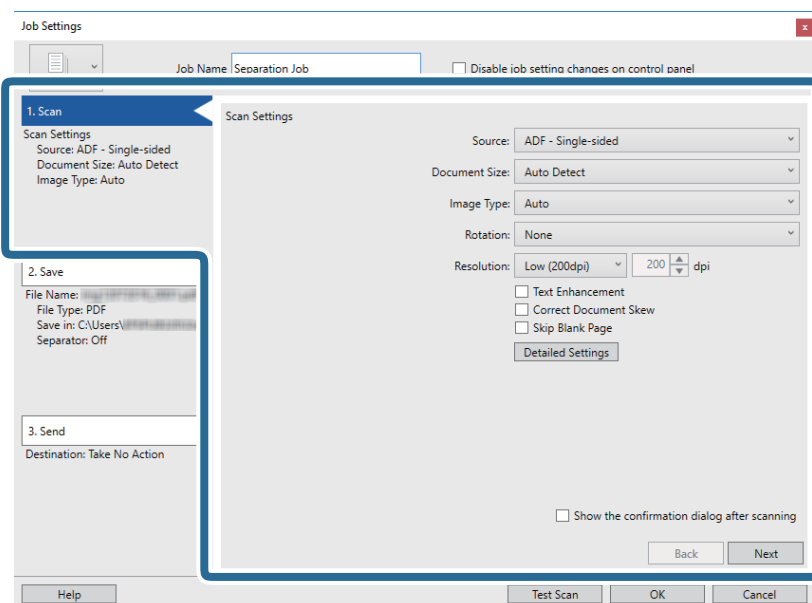 Job Settings
x
Job Name Separation Job Disable job setting changes on control panel
1. Scan
Scan Settings
Source: ADF - Single-sided
Document Size: Auto Detect
Image Type: Auto
2. Save
File Name:
File Type: PDF
Save in: C:\Users\
Separator: Off
3. Send
Destination: Take No Action
Scan Settings
Source: ADF - Single-sided
Document Size: Auto Detect
Image Type: Auto
Rotation: None
Resolution: Low (200dpi) 200 dpi
Text Enhancement
Correct Document Skew
Skip Blank Page
Detailed Settings
Show the confirmation dialog after scanning
Back Next
Help Test Scan OK Cancel